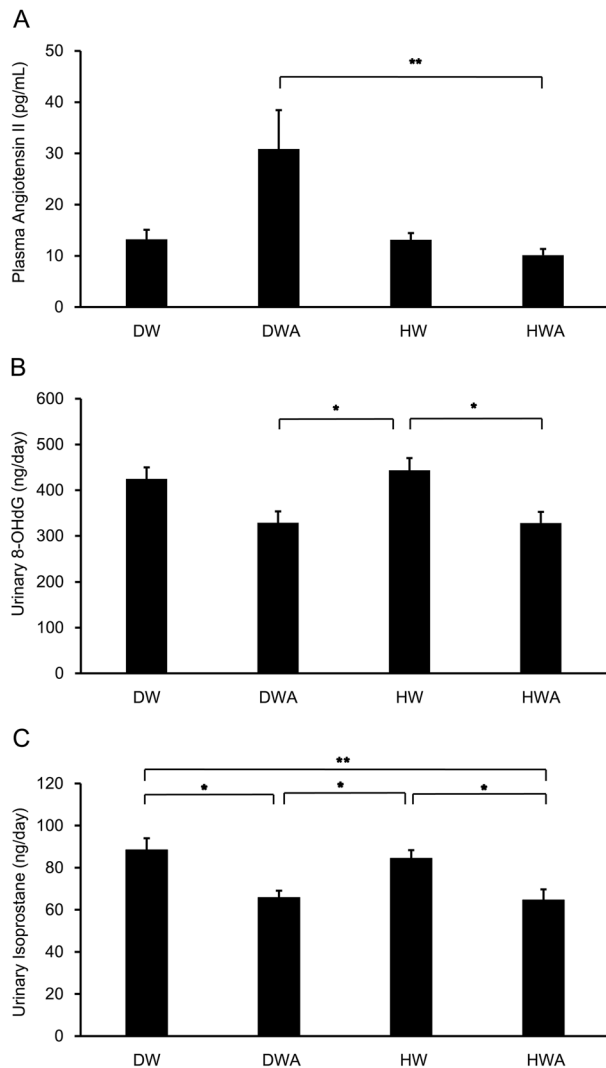 A
Plasma Angiotensin II (pg/mL)
50
40
30
20
10
0
**
DW DWA HW HWA
B
Urinary 8-OHdG (ng/day)
600
500
400
300
200
100
0
* *
DW DWA HW HWA
C
Urinary Isoprostane (ng/day)
120
100
80
60
40
20
0
**
* * *
DW DWA HW HWA